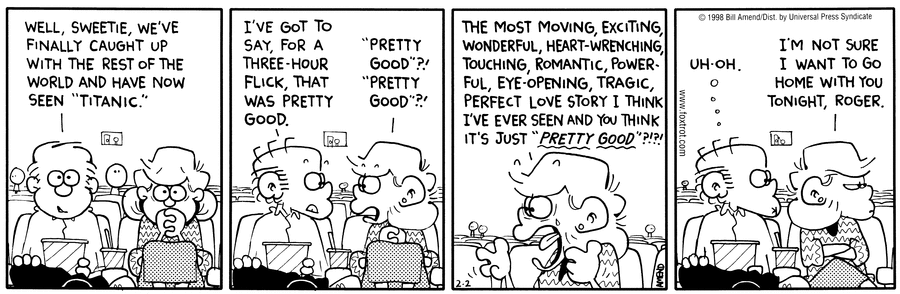 WELL, SWEETIE, WE'VE
FINALLY CAUGHT UP
WITH THE REST OF THE
WORLD AND HAVE NOW
SEEN "TITANIC."
I'VE GOT TO
SAY, FOR A
THREE-HOUR
FLICK, THAT
WAS PRETTY
GOOD.
"PRETTY
GOOD"?!
"PRETTY
GOOD"?!
THE MOST MOVING, EXCITING,
WONDERFUL, HEART-WRENCHING,
TOUCHING, ROMANTIC, POWER-
FUL, EYE-OPENING, TRAGIC,
PERFECT LOVE STORY I THINK
I'VE EVER SEEN AND YOU THINK
IT'S JUST "PRETTY GOOD"?!?!
2-2
AMEND
© 1998 Bill Amend/Dist. by Universal Press Syndicate
www.foxtrot.com
UH-OH.
I'M NOT SURE
I WANT TO GO
HOME WITH YOU
TONIGHT, ROGER.